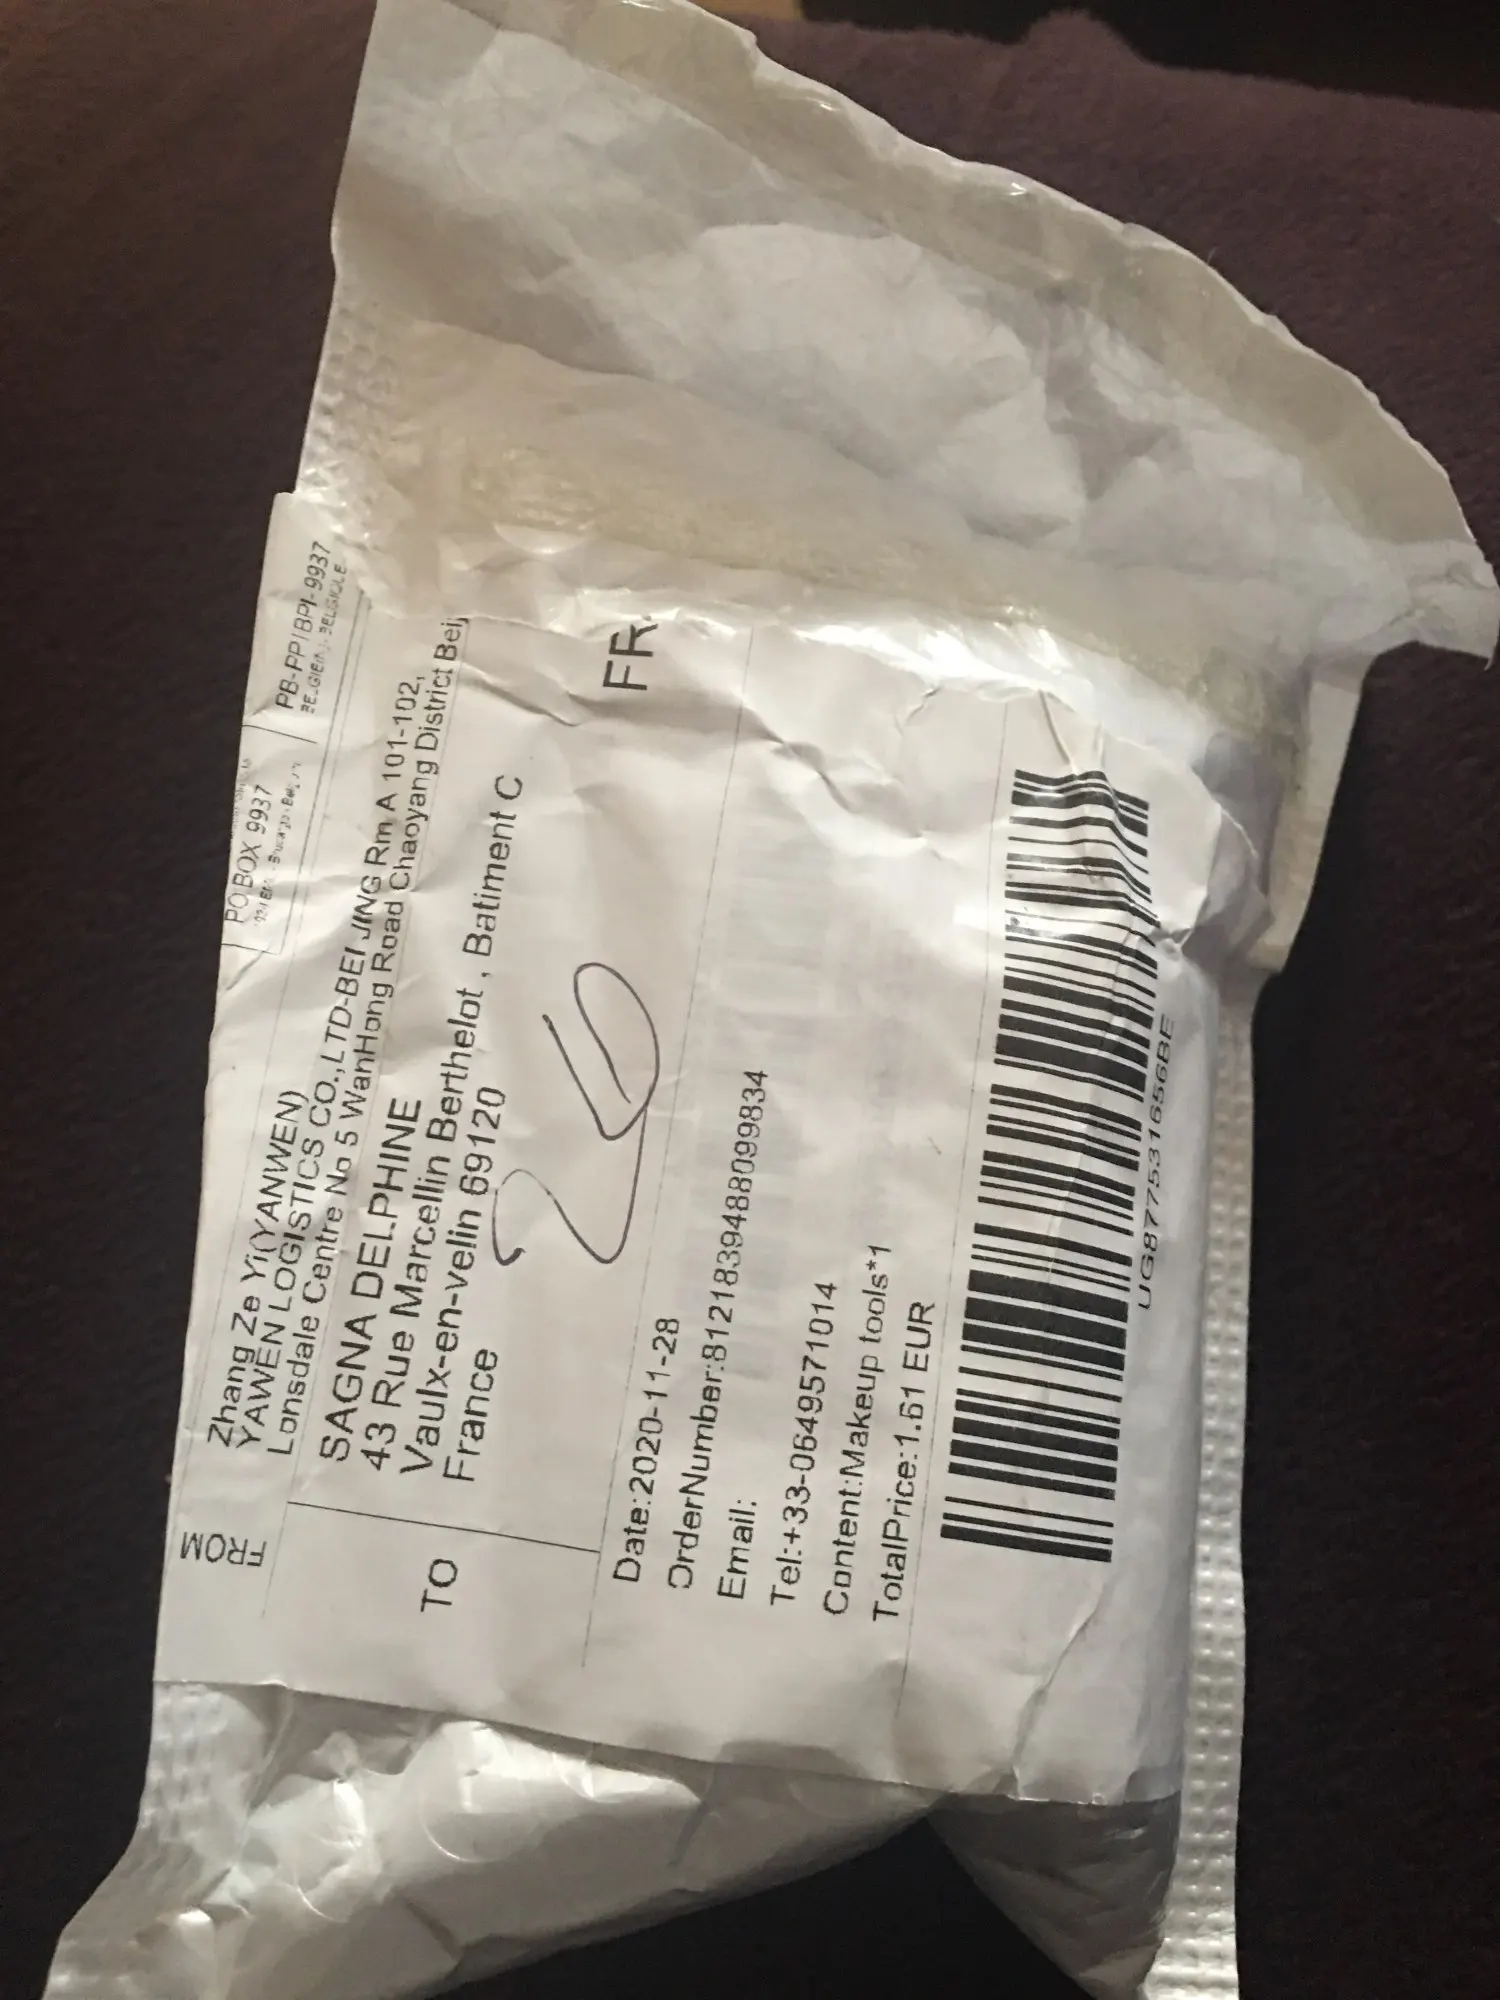 PO BOX 9937
PB-PP|BPI-9937
BELGIE(N)-BELGIQUE
FROM
Zhang Ze Yi(YANWEN)
YAWEN LOGISTICS CO.,LTD-BEIJING Rm A 101-102,
Lonsdale Centre No 5 WanHong Road Chaoyang District Beij
TO
SAGNA DELPHINE
43 Rue Marcellin Berthelot , Batiment C
Vaulx-en-velin 69120
France
FR
Date:2020-11-28
OrderNumber:8121839488099834
Email:
Tel:+33-0649571014
Content:Makeup tools*1
TotalPrice:1.61 EUR
UG877531656BE